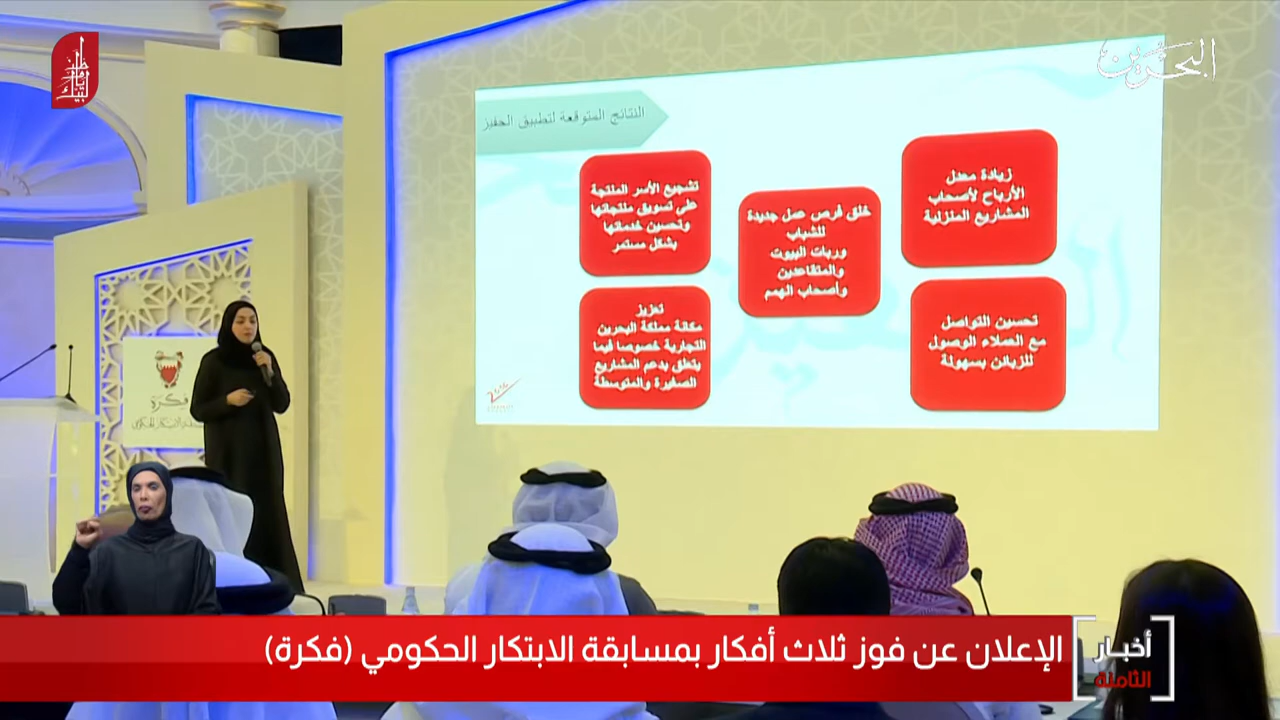 البحرين
النتائج المتوقعة لتطبيق الحفيز
زيادة معدل
الأرباح لأصحاب
المشاريع المنزلية
تحسين التواصل
مع العملاء الوصول
للزبائن بسهولة
خلق فرص عمل جديدة
للشباب
وربات البيوت
والمتقاعدين
وأصحاب الهمم
تشجيع الأسر المنتجة
على تسويق منتجاتها
وتحسين خدماتها
بشكل مستمر
تعزيز
مكانة مملكة البحرين
التجارية خصوصا فيما
يتعلق بدعم المشاريع
الصغيرة والمتوسطة
فكرة
أخبار
الثامنة
الإعلان عن فوز ثلاث أفكار بمسابقة الابتكار الحكومي (فكرة)